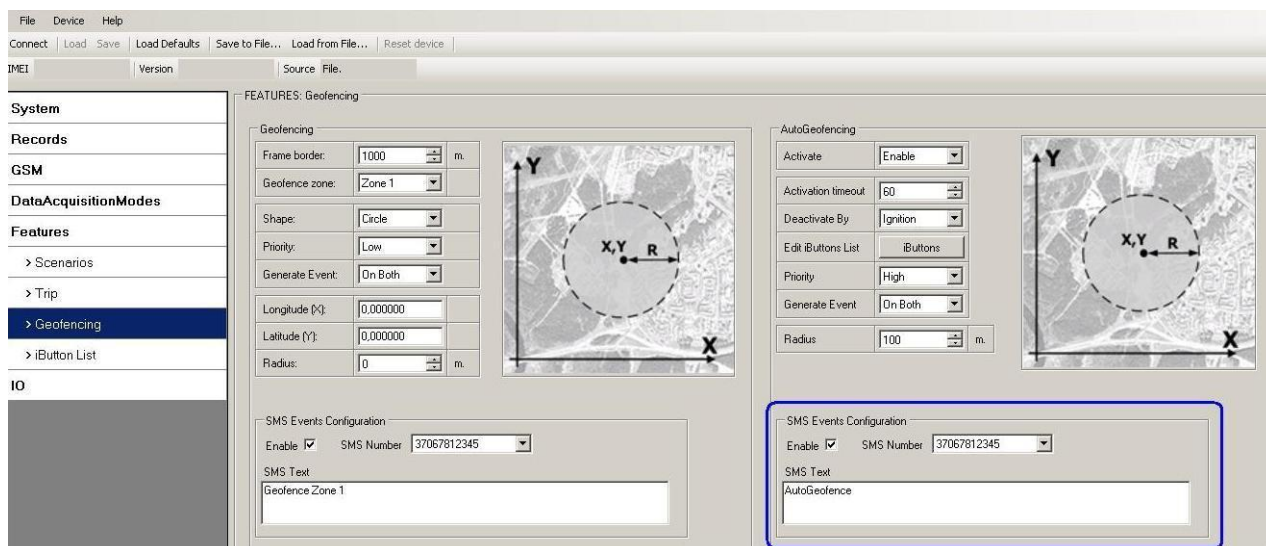 File Device Help
Connect Load Save Load Defaults Save to File... Load from File... Reset device
IMEI Version Source File.
System
Records
GSM
DataAcquisitionModes
Features
> Scenarios
> Trip
> Geofencing
> iButton List
IO
FEATURES: Geofencing
Geofencing
Frame border: 1000 m.
Geofence zone: Zone 1
Shape: Circle
Priority: Low
Generate Event: On Both
Longitude (X): 0,000000
Latitude (Y): 0,000000
Radius: 0 m.
Y
X,Y R
X
SMS Events Configuration
Enable SMS Number 37067812345
SMS Text
Geofence Zone 1
AutoGeofencing
Activate Enable
Activation timeout 60
Deactivate By Ignition
Edit iButtons List iButtons
Priority High
Generate Event On Both
Radius 100 m.
Y
X,Y R
X
SMS Events Configuration
Enable SMS Number 37067812345
SMS Text
AutoGeofence